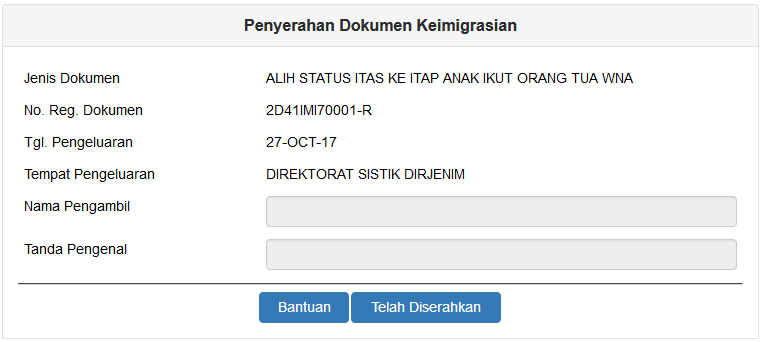 Penyerahan Dokumen Keimigrasian
Jenis Dokumen ALIH STATUS ITAS KE ITAP ANAK IKUT ORANG TUA WNA
No. Reg. Dokumen 2D41IMI70001-R
Tgl. Pengeluaran 27-OCT-17
Tempat Pengeluaran DIREKTORAT SISTIK DIRJENIM
Nama Pengambil
Tanda Pengenal
Bantuan Telah Diserahkan